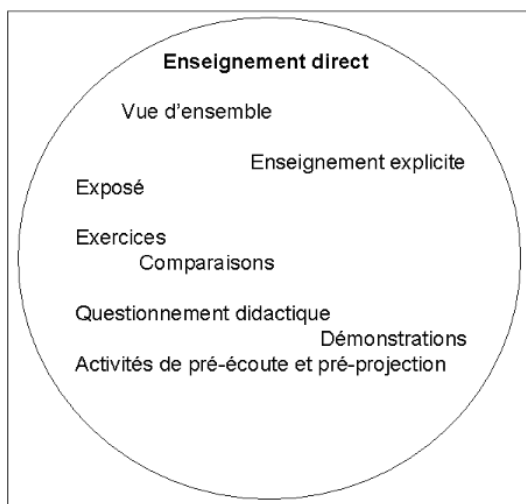 Enseignement direct
Vue d'ensemble
Enseignement explicite
Exposé
Exercices
Comparaisons
Questionnement didactique
Démonstrations
Activités de pré-écoute et pré-projection